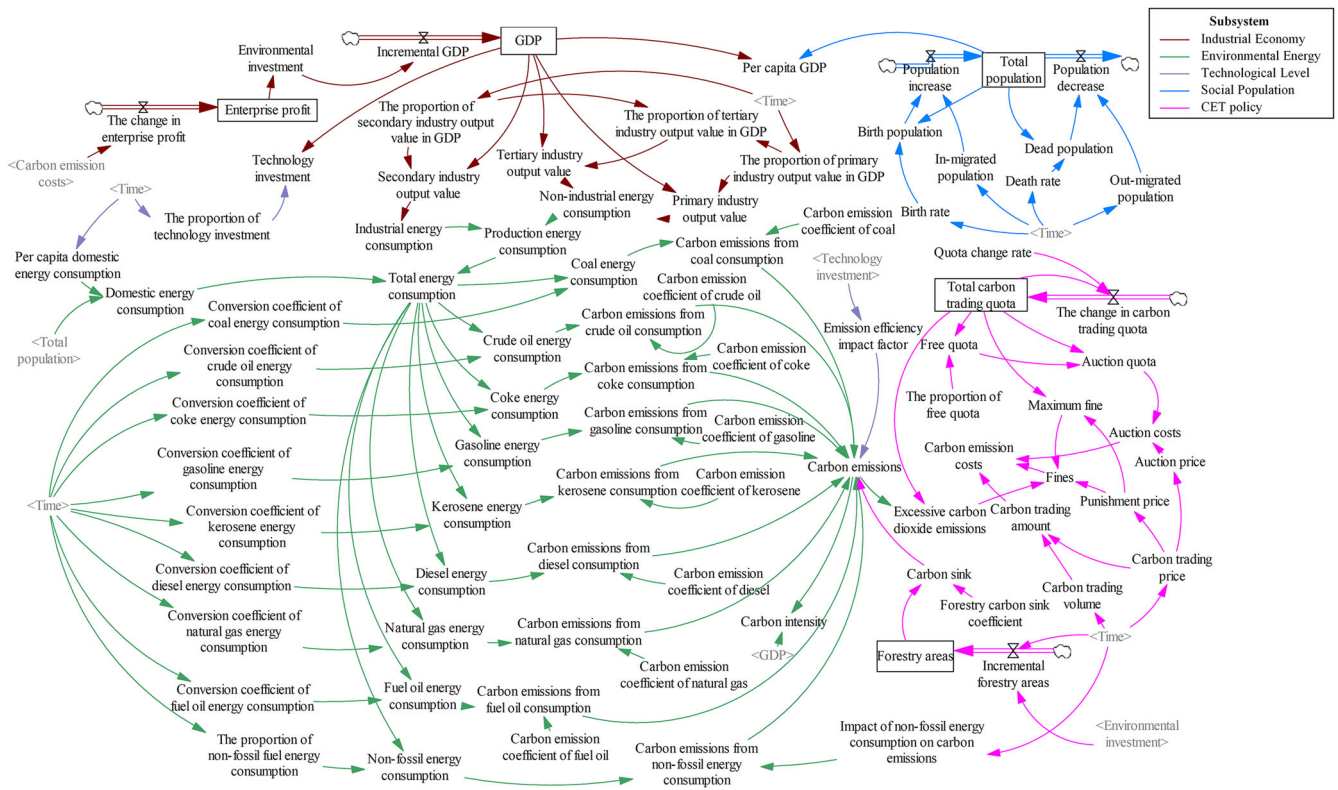 Subsystem
Industrial Economy
Environmental Energy
Technological Level
Social Population
CET policy
Environmental
investment
Incremental GDP
GDP
Per capita GDP
Population
increase
Total
population
Population
decrease
Enterprise profit
The change in
enterprise profit
<Carbon emission
costs>
The proportion of
secondary industry output
value in GDP
<Time>
The proportion of tertiary
industry output value in GDP
Birth population
Dead population
Technology
investment
Secondary industry
output value
Tertiary industry
output value
The proportion of primary
industry output value in GDP
In-migrated
population
Death rate
Out-migrated
population
<Time>
The proportion of
technology investment
Non-industrial energy
consumption
Primary industry
output value
Birth rate
<Time>
Industrial energy
consumption
Production energy
consumption
Carbon emissions from
coal consumption
Carbon emission
coefficient of coal
Quota change rate
Per capita domestic
energy consumption
Domestic energy
consumption
Total energy
consumption
Coal energy
consumption
Carbon emission
coefficient of crude oil
<Technology
investment>
Total carbon
trading quota
The change in carbon
trading quota
<Total
population>
Conversion coefficient of
coal energy consumption
Crude oil energy
consumption
Carbon emissions from
crude oil consumption
Emission efficiency
impact factor
Free quota
Auction quota
Conversion coefficient of
crude oil energy
consumption
Carbon emissions from
coke consumption
Carbon emission
coefficient of coke
The proportion of
free quota
Maximum fine
Conversion coefficient of
coke energy consumption
Coke energy
consumption
Carbon emissions from
gasoline consumption
Carbon emission
coefficient of gasoline
Auction costs
Conversion coefficient of
gasoline energy
consumption
Gasoline energy
consumption
Carbon emissions
Carbon emission
costs
Fines
Auction price
<Time>
Conversion coefficient of
kerosene energy
consumption
Kerosene energy
consumption
Carbon emissions from
kerosene consumption
Carbon emission
coefficient of kerosene
Excessive carbon
dioxide emissions
Carbon trading
amount
Punishment price
Conversion coefficient of
diesel energy consumption
Diesel energy
consumption
Carbon emissions from
diesel consumption
Carbon emission
coefficient of diesel
Carbon sink
Carbon trading
volume
Carbon trading
price
Conversion coefficient of
natural gas energy
consumption
Natural gas energy
consumption
Carbon emissions from
natural gas consumption
Carbon emission
coefficient of natural gas
Carbon intensity
<GDP>
Forestry carbon sink
coefficient
<Time>
Forestry areas
Incremental
forestry areas
Conversion coefficient of
fuel oil energy consumption
Fuel oil energy
consumption
Carbon emissions from
fuel oil consumption
Carbon emission
coefficient of fuel oil
The proportion of
non-fossil fuel energy
consumption
Non-fossil energy
consumption
Carbon emissions from
non-fossil energy
consumption
Impact of non-fossil energy
consumption on carbon
emissions
<Environmental
investment>